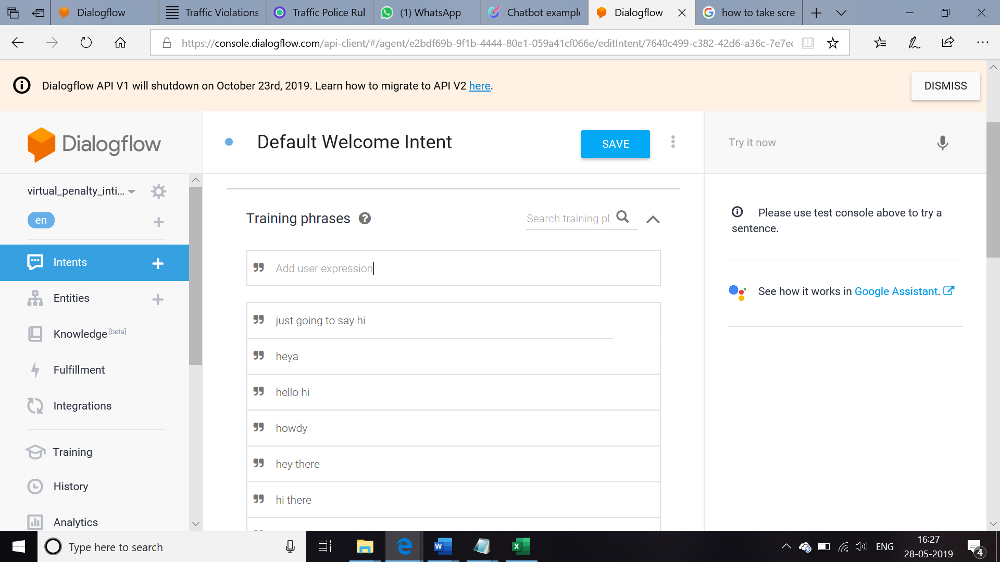 Dialogflow
Traffic Violations
Traffic Police Rul
(1) WhatsApp
Chatbot example
Dialogflow
how to take scre
https://console.dialogflow.com/api-client/#/agent/e2bdf69b-9f1b-4444-80e1-059a41cf066e/editIntent/7640c499-c382-42d6-a36c-7e7ee
Dialogflow API V1 will shutdown on October 23rd, 2019. Learn how to migrate to API V2 here.
DISMISS
Dialogflow
Default Welcome Intent
SAVE
Try it now
virtual_penalty_inti...
en
Intents
Entities
Knowledge [beta]
Fulfillment
Integrations
Training
History
Analytics
Training phrases
Search training pl
Add user expression
just going to say hi
heya
hello hi
howdy
hey there
hi there
Please use test console above to try a
sentence.
See how it works in Google Assistant.
Type here to search
ENG
16:27
28-05-2019
4